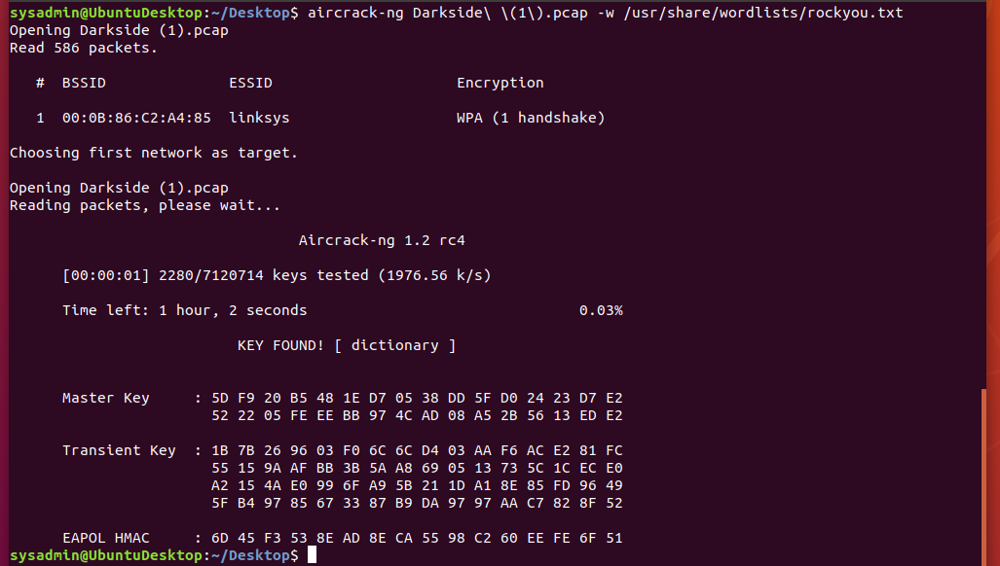 sysadmin@UbuntuDesktop:~/Desktop$ aircrack-ng Darkside\ \(1\).pcap -w /usr/share/wordlists/rockyou.txt
Opening Darkside (1).pcap
Read 586 packets.
# BSSID ESSID Encryption
1 00:0B:86:C2:A4:85 linksys WPA (1 handshake)
Choosing first network as target.
Opening Darkside (1).pcap
Reading packets, please wait...
Aircrack-ng 1.2 rc4
[00:00:01] 2280/7120714 keys tested (1976.56 k/s)
Time left: 1 hour, 2 seconds 0.03%
KEY FOUND! [ dictionary ]
Master Key : 5D F9 20 B5 48 1E D7 05 38 DD 5F D0 24 23 D7 E2
52 22 05 FE EE BB 97 4C AD 08 A5 2B 56 13 ED E2
Transient Key : 1B 7B 26 96 03 F0 6C 6C D4 03 AA F6 AC E2 81 FC
55 15 9A AF BB 3B 5A A8 69 05 13 73 5C 1C EC E0
A2 15 4A E0 99 6F A9 5B 21 1D A1 8E 85 FD 96 49
5F B4 97 85 67 33 87 B9 DA 97 97 AA C7 82 8F 52
EAPOL HMAC : 6D 45 F3 53 8E AD 8E CA 55 98 C2 60 EE FE 6F 51
sysadmin@UbuntuDesktop:~/Desktop$